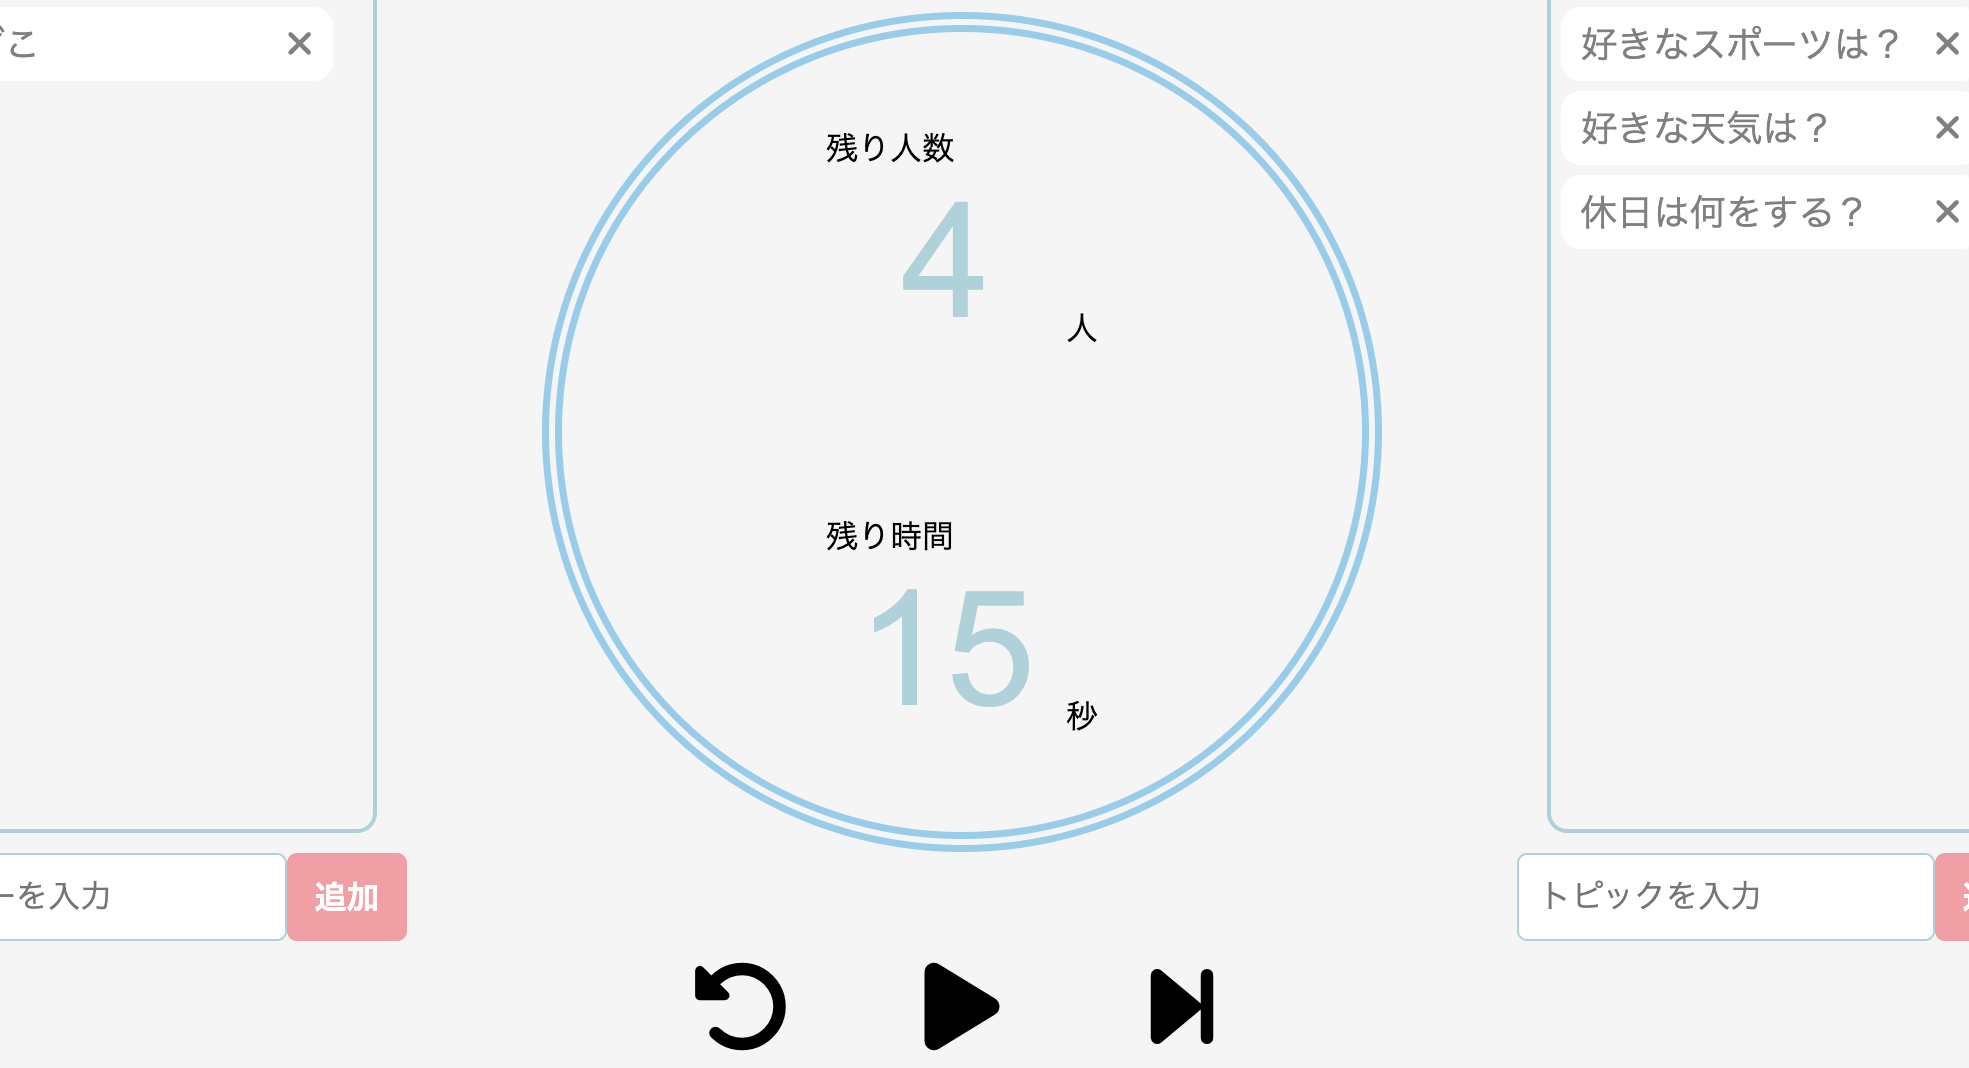 こ
残り人数
4
人
残り時間
15
秒
好きなスポーツは？
好きな天気は？
休日は何をする？
ーを入力
追加
トピックを入力